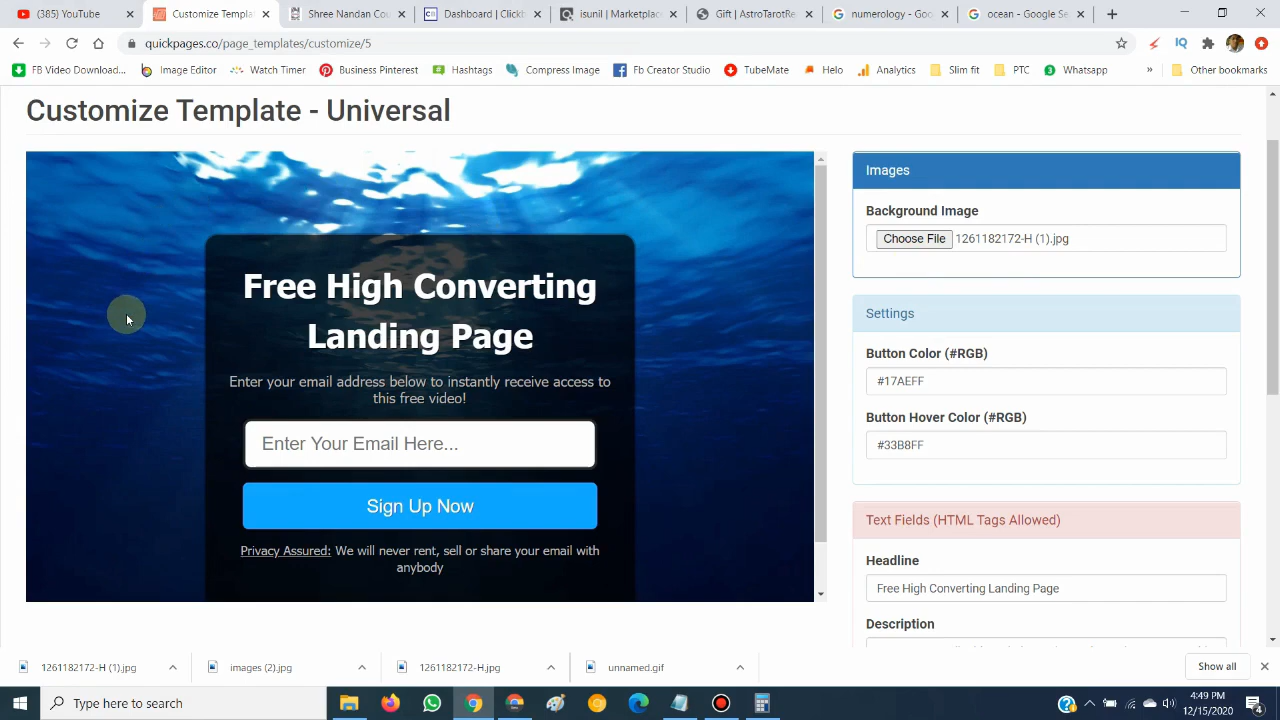 (385) YouTube
Customize Templa
Shree Nandan Cou
Dashboard | Clickb
isuldl | Marketplac
Gift | AstroTarotRe
numerology - Goo
ocean - Google Se
quickpages.co/page_templates/customize/5
FB Video Download...
Image Editor
Watch Timer
Business Pinterest
Hashtags
Compress Image
Fb Creator Studio
TubeMate
Helo
Analytics
Slim fit
PTC
Whatsapp
»
Other bookmarks
Customize Template - Universal
Free High Converting
Landing Page
Enter your email address below to instantly receive access to
this free video!
Enter Your Email Here...
Sign Up Now
Privacy Assured: We will never rent, sell or share your email with
anybody
Images
Background Image
Choose File 1261182172-H (1).jpg
Settings
Button Color (#RGB)
#17AEFF
Button Hover Color (#RGB)
#33B8FF
Text Fields (HTML Tags Allowed)
Headline
Free High Converting Landing Page
Description
1261182172-H (1).jpg
images (2).jpg
1261182172-H.jpg
unnamed.gif
Show all
Type here to search
4:49 PM
12/15/2020
4